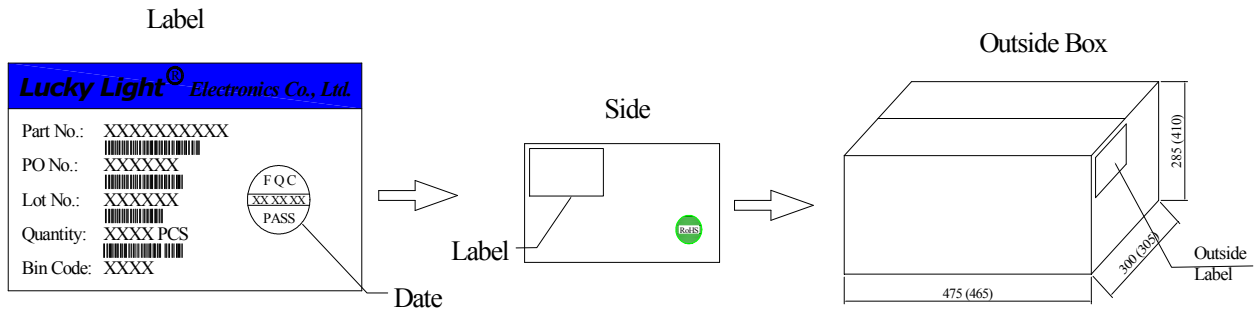 Label
Lucky Light® Electronics Co., Ltd.
Part No.: XXXXXXXXXX
PO No.: XXXXXX
Lot No.: XXXXXX
Quantity: XXXX PCS
Bin Code: XXXX
FQC
XX XX XX
PASS
Date
Side
RoHS
Label
Outside Box
285 (410)
300 (305)
475 (465)
Outside
Label